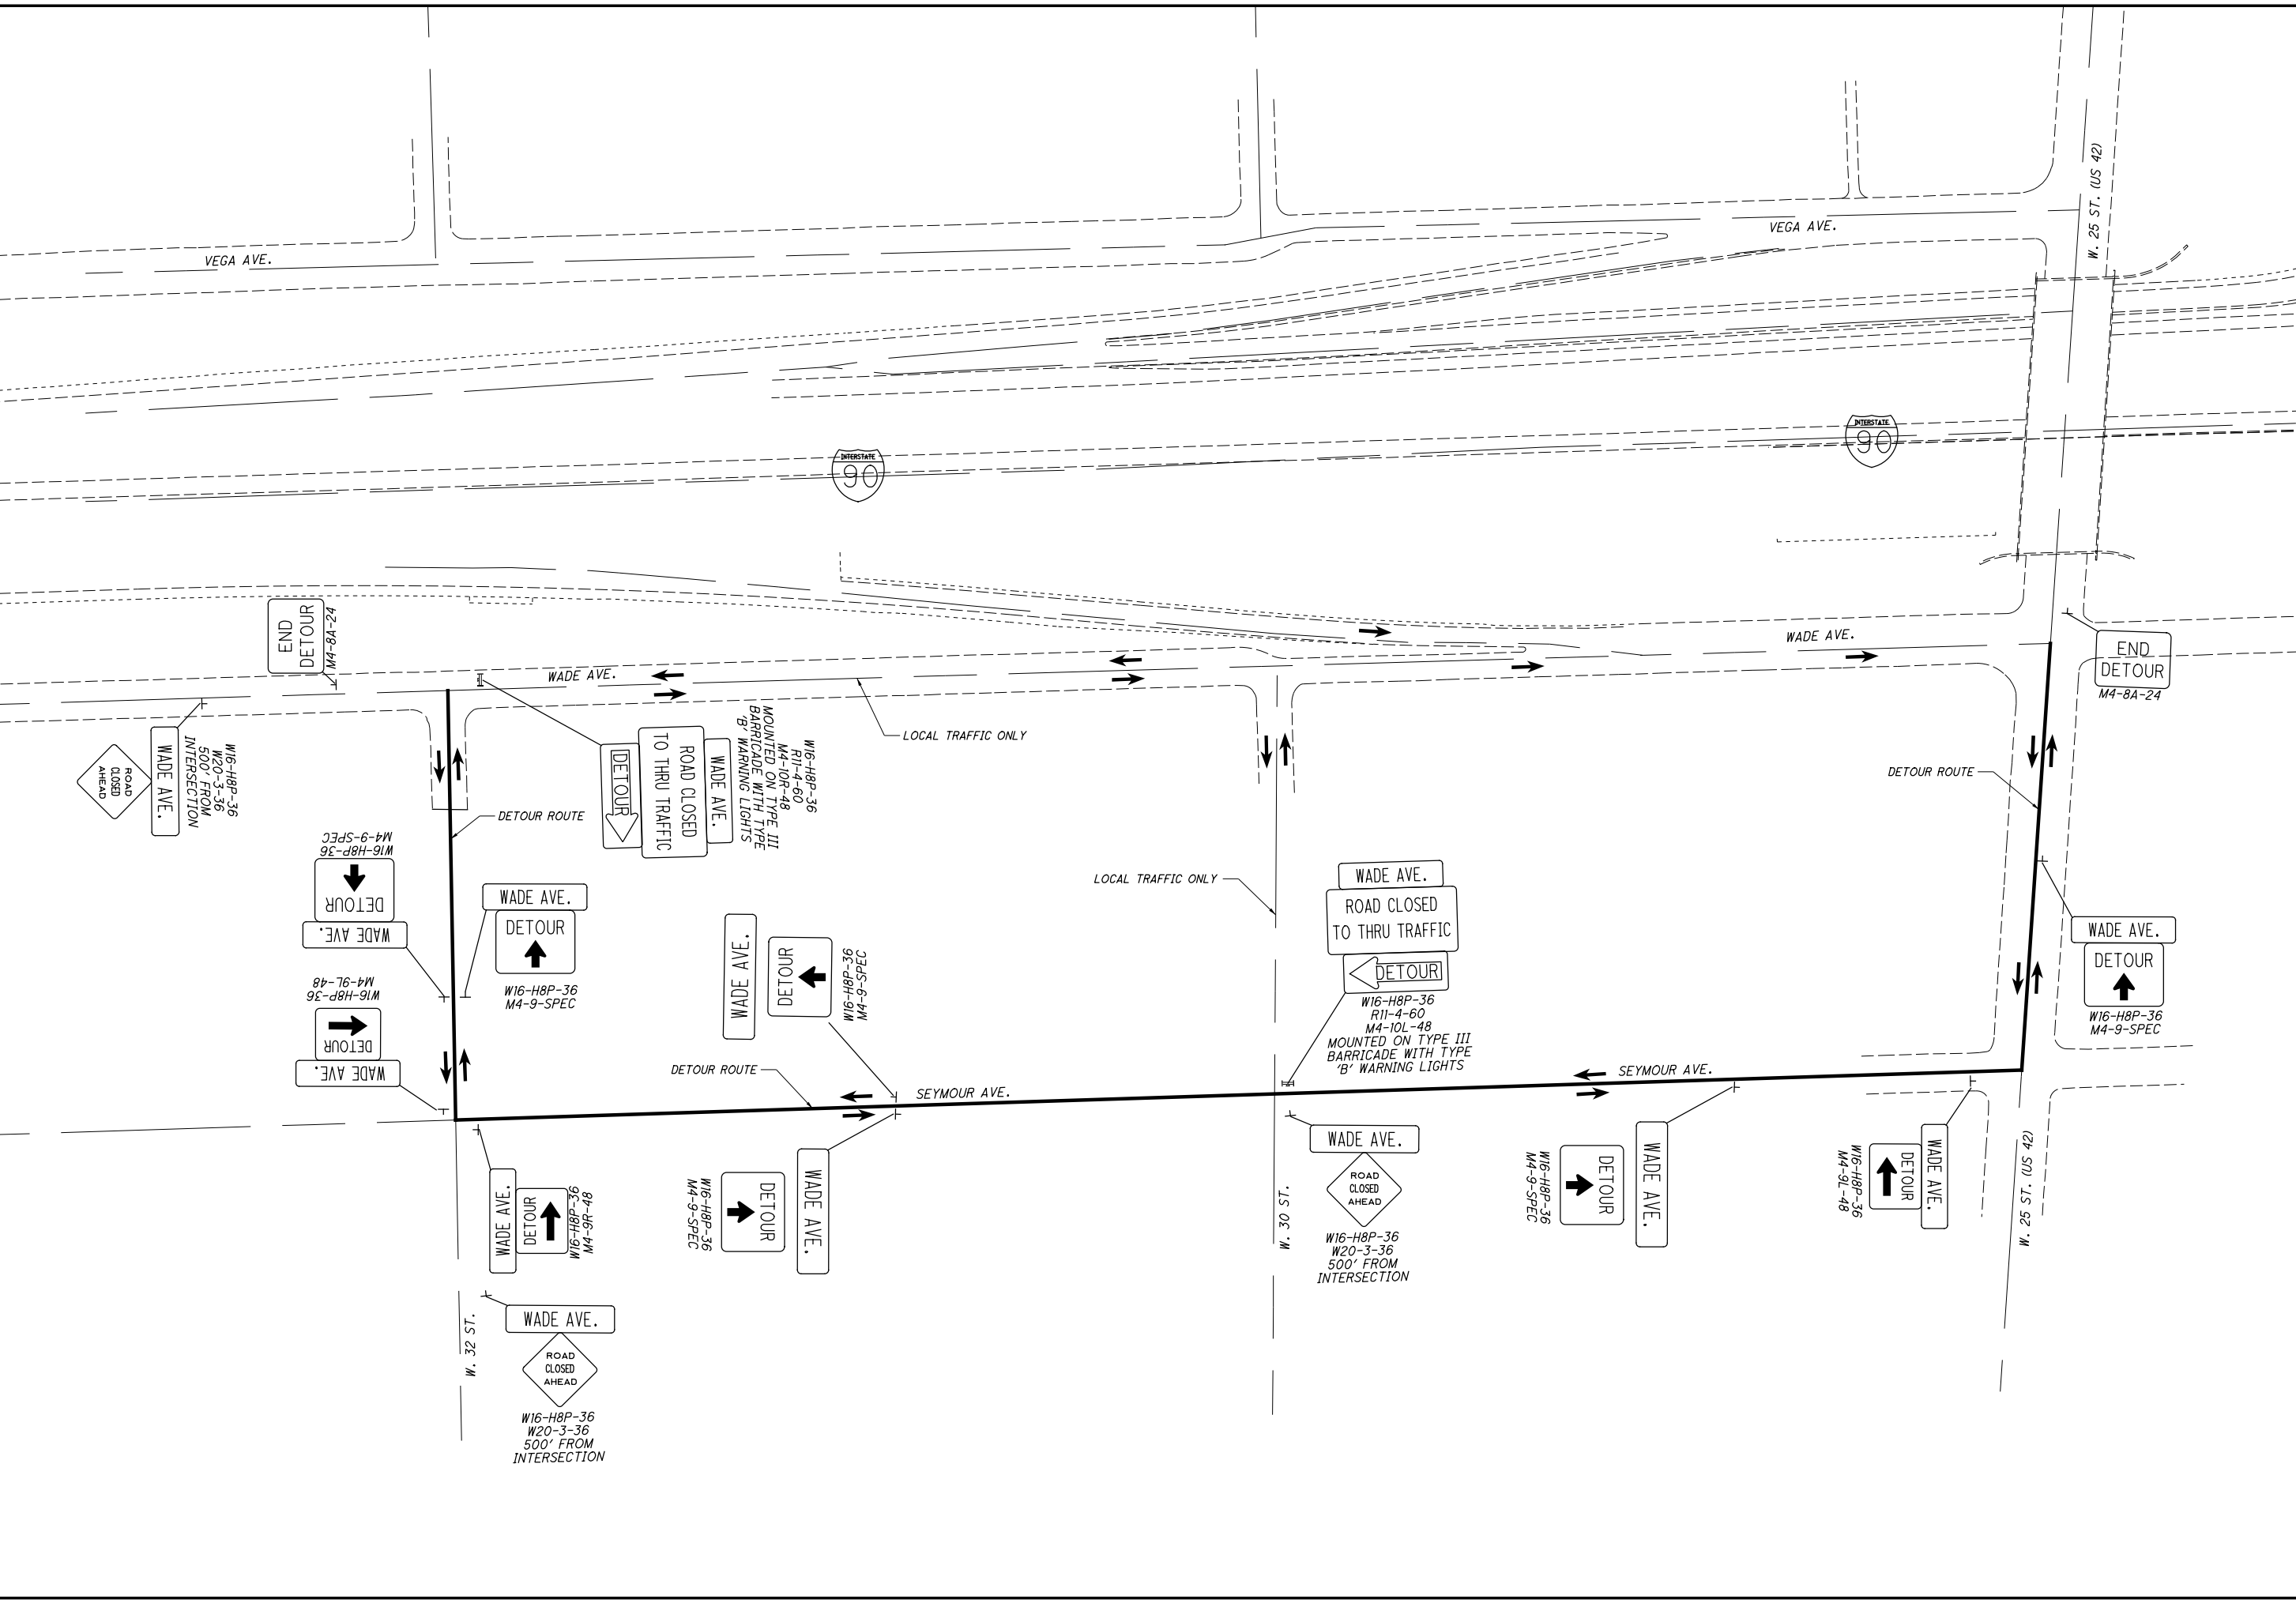 W. 25 ST. (US 42)
VEGA AVE.
VEGA AVE.
INTERSTATE
90
INTERSTATE
90
END
DETOUR
M4-8A-24
WADE AVE.
WADE AVE.
END
DETOUR
M4-8A-24
LOCAL TRAFFIC ONLY
ROAD
CLOSED
AHEAD
WADE AVE.
W16-H8P-36
W20-3-36
500' FROM
INTERSECTION
DETOUR ROUTE
WADE AVE.
ROAD CLOSED
TO THRU TRAFFIC
DETOUR
W16-H8P-36
R11-4-60
M4-10R-48
MOUNTED ON TYPE III
BARRICADE WITH TYPE
'B' WARNING LIGHTS
DETOUR ROUTE
WADE AVE.
DETOUR
W16-H8P-36
M4-9-SPEC
WADE AVE.
DETOUR
W16-H8P-36
M4-9-SPEC
WADE AVE.
DETOUR
W16-H8P-36
M4-9L-48
WADE AVE.
DETOUR
W16-H8P-36
M4-9-SPEC
LOCAL TRAFFIC ONLY
WADE AVE.
ROAD CLOSED
TO THRU TRAFFIC
DETOUR
W16-H8P-36
R11-4-60
M4-10L-48
MOUNTED ON TYPE III
BARRICADE WITH TYPE
'B' WARNING LIGHTS
WADE AVE.
DETOUR
W16-H8P-36
M4-9-SPEC
DETOUR ROUTE
SEYMOUR AVE.
SEYMOUR AVE.
WADE AVE.
DETOUR
W16-H8P-36
M4-9R-48
WADE AVE.
DETOUR
W16-H8P-36
M4-9-SPEC
W. 30 ST.
WADE AVE.
ROAD
CLOSED
AHEAD
W16-H8P-36
W20-3-36
500' FROM
INTERSECTION
WADE AVE.
DETOUR
W16-H8P-36
M4-9-SPEC
WADE AVE.
DETOUR
W16-H8P-36
M4-9L-48
W. 25 ST. (US 42)
W. 32 ST.
WADE AVE.
ROAD
CLOSED
AHEAD
W16-H8P-36
W20-3-36
500' FROM
INTERSECTION